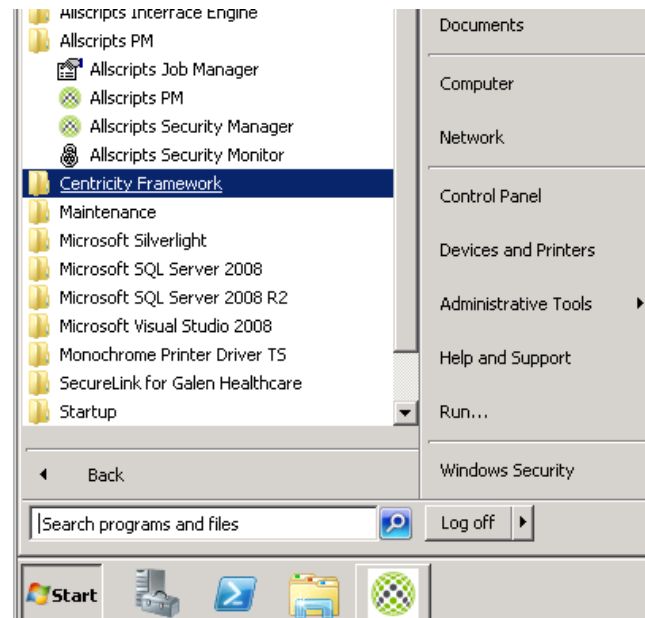 Allscripts Interface Engine
Allscripts PM
Allscripts Job Manager
Allscripts PM
Allscripts Security Manager
Allscripts Security Monitor
Centricity Framework
Maintenance
Microsoft Silverlight
Microsoft SQL Server 2008
Microsoft SQL Server 2008 R2
Microsoft Visual Studio 2008
Monochrome Printer Driver TS
SecureLink for Galen Healthcare
Startup
Back
Search programs and files
Documents
Computer
Network
Control Panel
Devices and Printers
Administrative Tools
Help and Support
Run...
Windows Security
Log off
Start